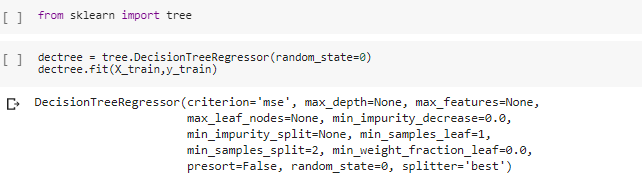 [ ] from sklearn import tree
[ ] dectree = tree.DecisionTreeRegressor(random_state=0)
dectree.fit(X_train,y_train)
DecisionTreeRegressor(criterion='mse', max_depth=None, max_features=None,
max_leaf_nodes=None, min_impurity_decrease=0.0,
min_impurity_split=None, min_samples_leaf=1,
min_samples_split=2, min_weight_fraction_leaf=0.0,
presort=False, random_state=0, splitter='best')